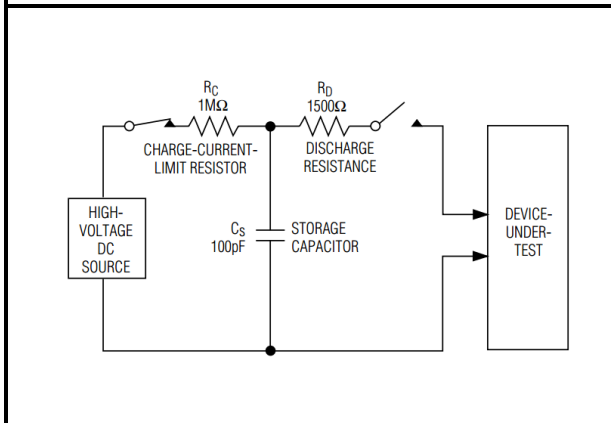 RC
1MΩ
CHARGE-CURRENT-
LIMIT RESISTOR
RD
1500Ω
DISCHARGE
RESISTANCE
HIGH-
VOLTAGE
DC
SOURCE
CS
100pF
STORAGE
CAPACITOR
DEVICE-
UNDER-
TEST